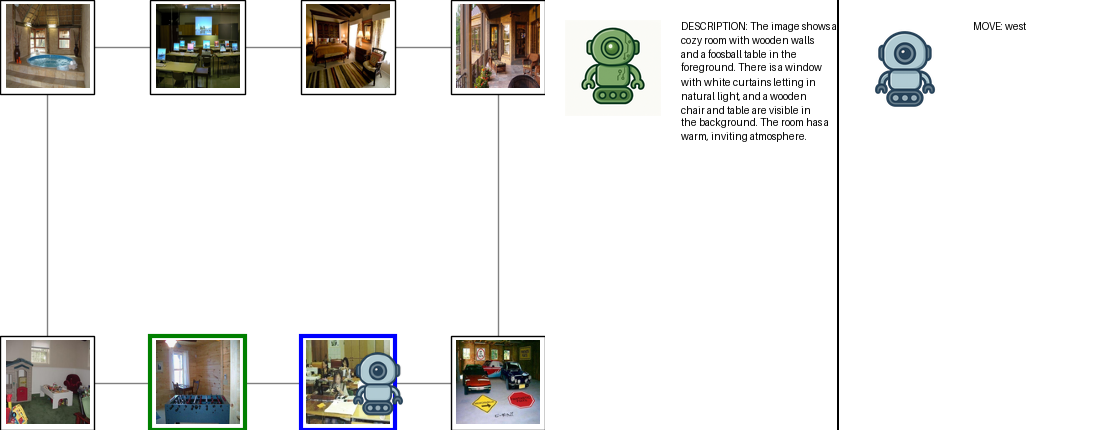 DESCRIPTION: The image shows a
cozy room with wooden walls
and a foosball table in the
foreground. There is a window
with white curtains letting in
natural light, and a wooden
chair and table are visible in
the background. The room has a
warm, inviting atmosphere.
MOVE: west